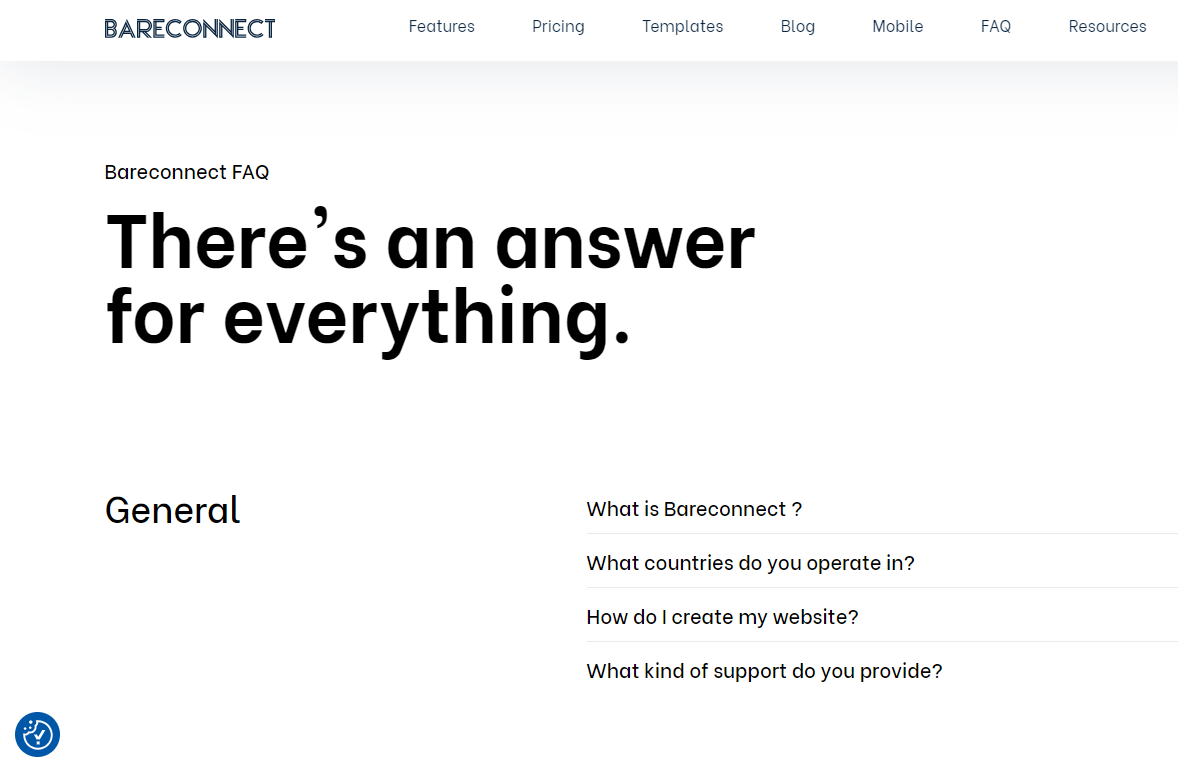 BARECONNECT
Features Pricing Templates Blog Mobile FAQ Resources
Bareconnect FAQ
There’s an answer
for everything.
General
What is Bareconnect ?
What countries do you operate in?
How do I create my website?
What kind of support do you provide?